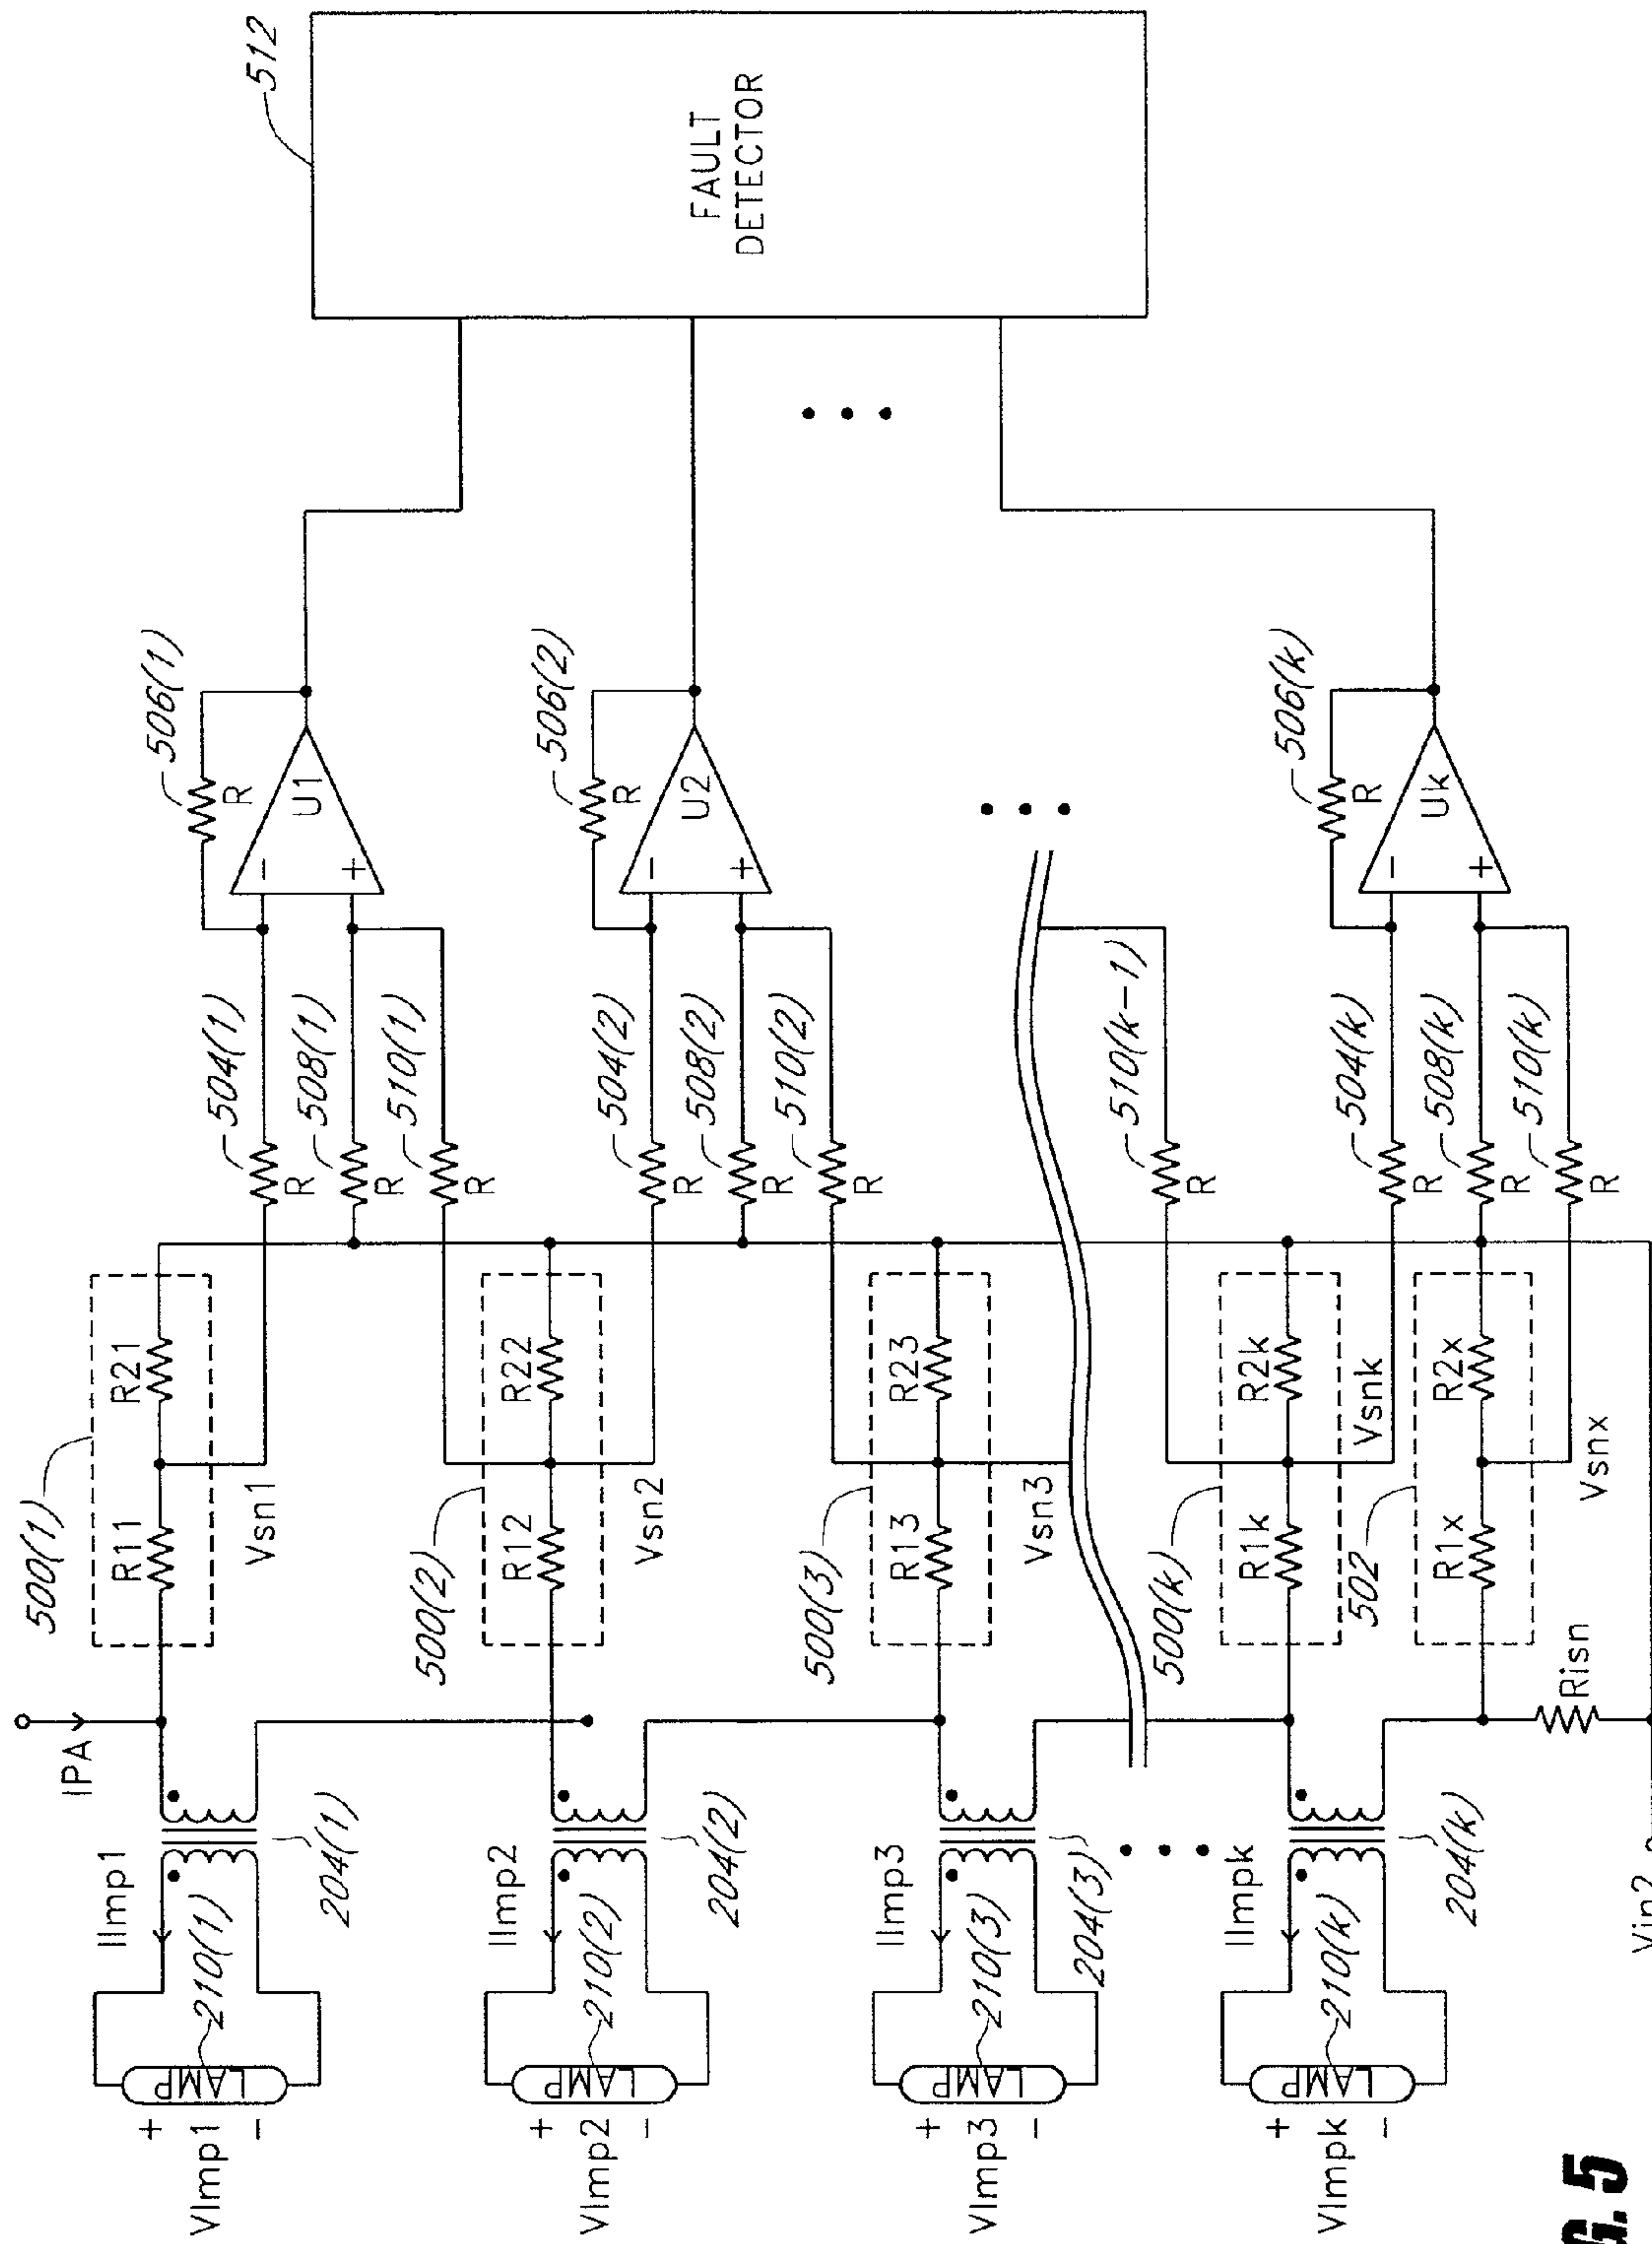 512
FAULT
DETECTOR
506(1)
R
U1
-
+
504(1)
R
508(1)
R
510(1)
R
506(2)
R
U2
-
+
504(2)
R
508(2)
R
510(2)
R
510(k-1)
R
506(k)
R
Uk
-
+
504(k)
R
508(k)
R
510(k)
R
500(1)
R11
R21
Vsn1
500(2)
R12
R22
Vsn2
500(3)
R13
R23
Vsn3
500(k)
R1k
R2k
Vsnk
502
R1x
R2x
Vsnx
Risn
IPA
Ilmp1
204(1)
210(1)
LAMP
+
Vlmp1
-
Ilmp2
204(2)
210(2)
LAMP
+
Vlmp2
-
Ilmp3
204(3)
210(3)
LAMP
+
Vlmp3
-
Ilmpk
204(k)
210(k)
LAMP
+
Vlmpk
-
Vin2
5